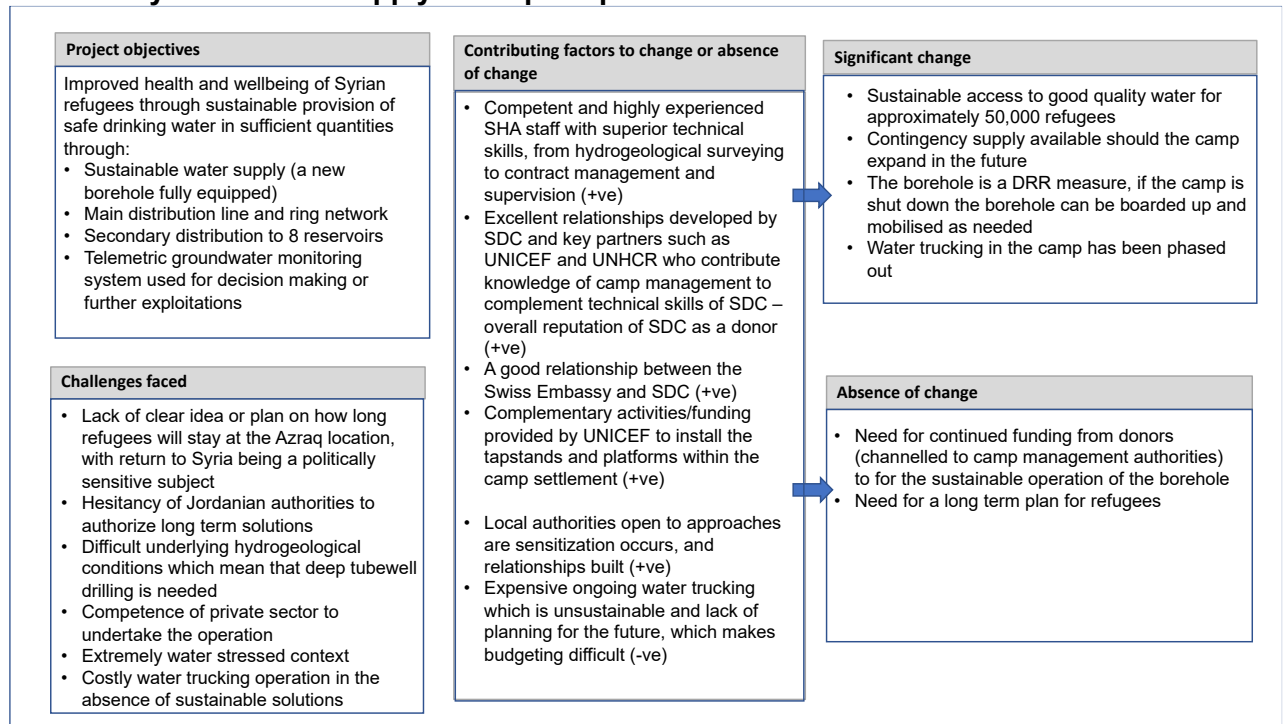 Project objectives
Improved health and wellbeing of Syrian
refugees through sustainable provision of
safe drinking water in sufficient quantities
through:
• Sustainable water supply (a new
borehole fully equipped)
• Main distribution line and ring network
• Secondary distribution to 8 reservoirs
• Telemetric groundwater monitoring
system used for decision making or
further exploitations
Challenges faced
• Lack of clear idea or plan on how long
refugees will stay at the Azraq location,
with return to Syria being a politically
sensitive subject
• Hesitancy of Jordanian authorities to
authorize long term solutions
• Difficult underlying hydrogeological
conditions which mean that deep tubewell
drilling is needed
• Competence of private sector to
undertake the operation
• Extremely water stressed context
• Costly water trucking operation in the
absence of sustainable solutions
Contributing factors to change or absence
of change
• Competent and highly experienced
SHA staff with superior technical
skills, from hydrogeological surveying
to contract management and
supervision (+ve)
• Excellent relationships developed by
SDC and key partners such as
UNICEF and UNHCR who contribute
knowledge of camp management to
complement technical skills of SDC –
overall reputation of SDC as a donor
(+ve)
• A good relationship between the
Swiss Embassy and SDC (+ve)
• Complementary activities/funding
provided by UNICEF to install the
tapstands and platforms within the
camp settlement (+ve)
• Local authorities open to approaches
are sensitization occurs, and
relationships built (+ve)
• Expensive ongoing water trucking
which is unsustainable and lack of
planning for the future, which makes
budgeting difficult (-ve)
Significant change
• Sustainable access to good quality water for
approximately 50,000 refugees
• Contingency supply available should the camp
expand in the future
• The borehole is a DRR measure, if the camp is
shut down the borehole can be boarded up and
mobilised as needed
• Water trucking in the camp has been phased
out
Absence of change
• Need for continued funding from donors
(channelled to camp management authorities)
to for the sustainable operation of the borehole
• Need for a long term plan for refugees